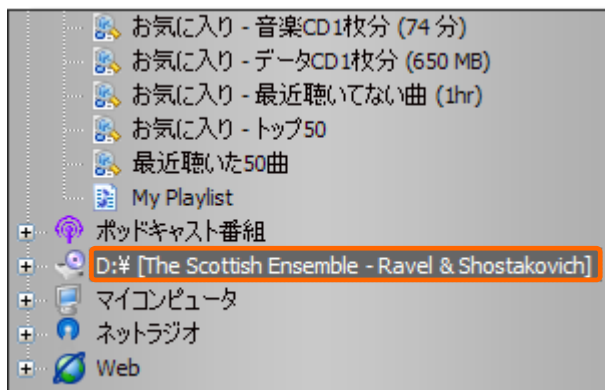 お気に入り - 音楽CD1枚分 (74 分)
お気に入り - データCD1枚分 (650 MB)
お気に入り - 最近聴いてない曲 (1hr)
お気に入り - トップ50
最近聴いた50曲
My Playlist
ポッドキャスト番組
D:¥ [The Scottish Ensemble - Ravel & Shostakovich]
マイコンピュータ
ネットラジオ
Web